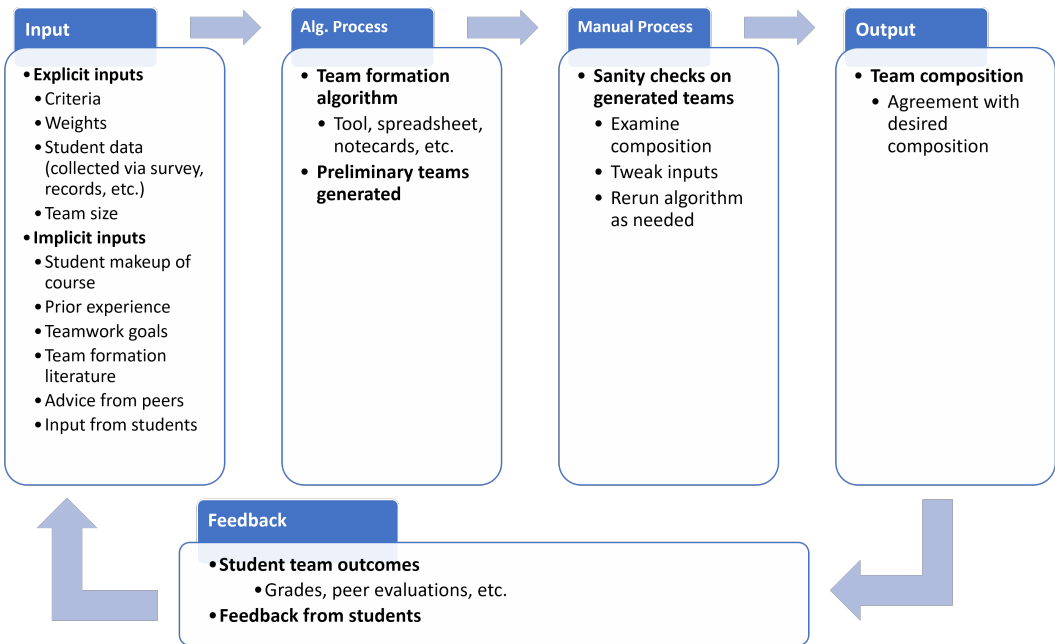 Input
• Explicit inputs
• Criteria
• Weights
• Student data
(collected via survey,
records, etc.)
• Team size
• Implicit inputs
• Student makeup of
course
• Prior experience
• Teamwork goals
• Team formation
literature
• Advice from peers
• Input from students
Alg. Process
• Team formation
algorithm
• Tool, spreadsheet,
notecards, etc.
• Preliminary teams
generated
Manual Process
• Sanity checks on
generated teams
• Examine
composition
• Tweak inputs
• Rerun algorithm
as needed
Output
• Team composition
• Agreement with
desired
composition
Feedback
• Student team outcomes
• Grades, peer evaluations, etc.
• Feedback from students